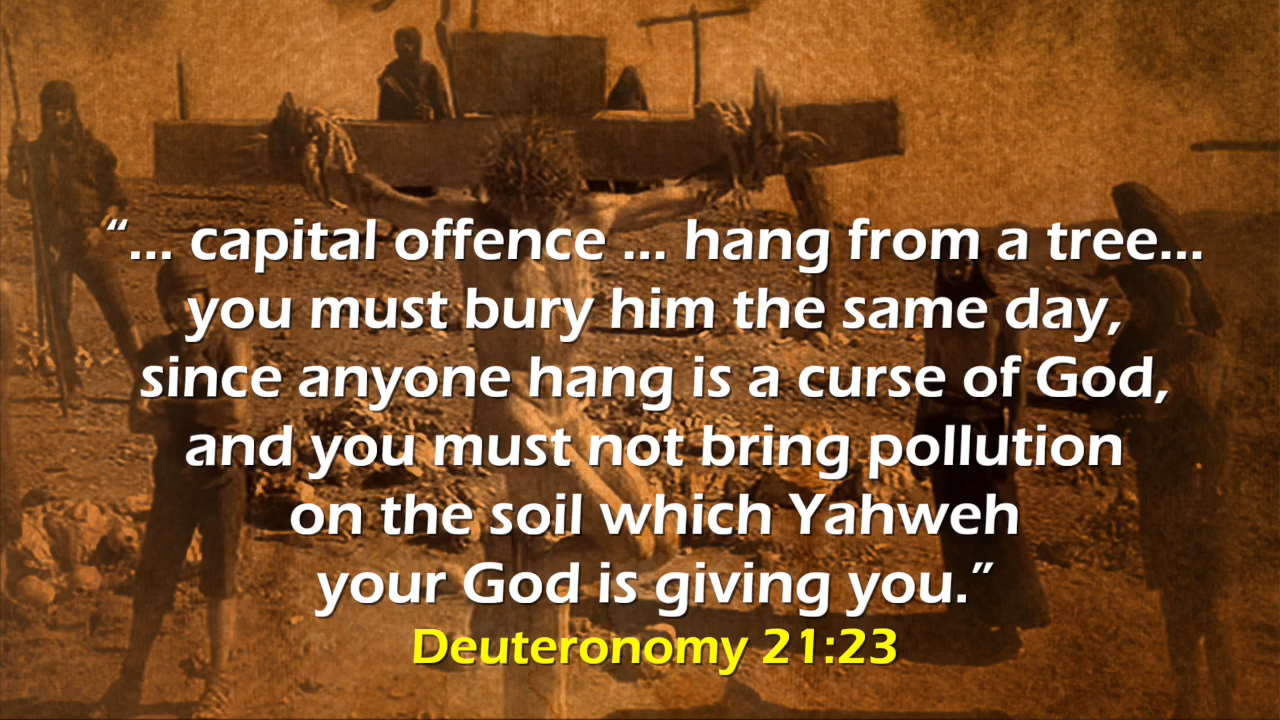 “... capital offence ... hang from a tree...
you must bury him the same day,
since anyone hang is a curse of God,
and you must not bring pollution
on the soil which Yahweh
your God is giving you.”
Deuteronomy 21:23